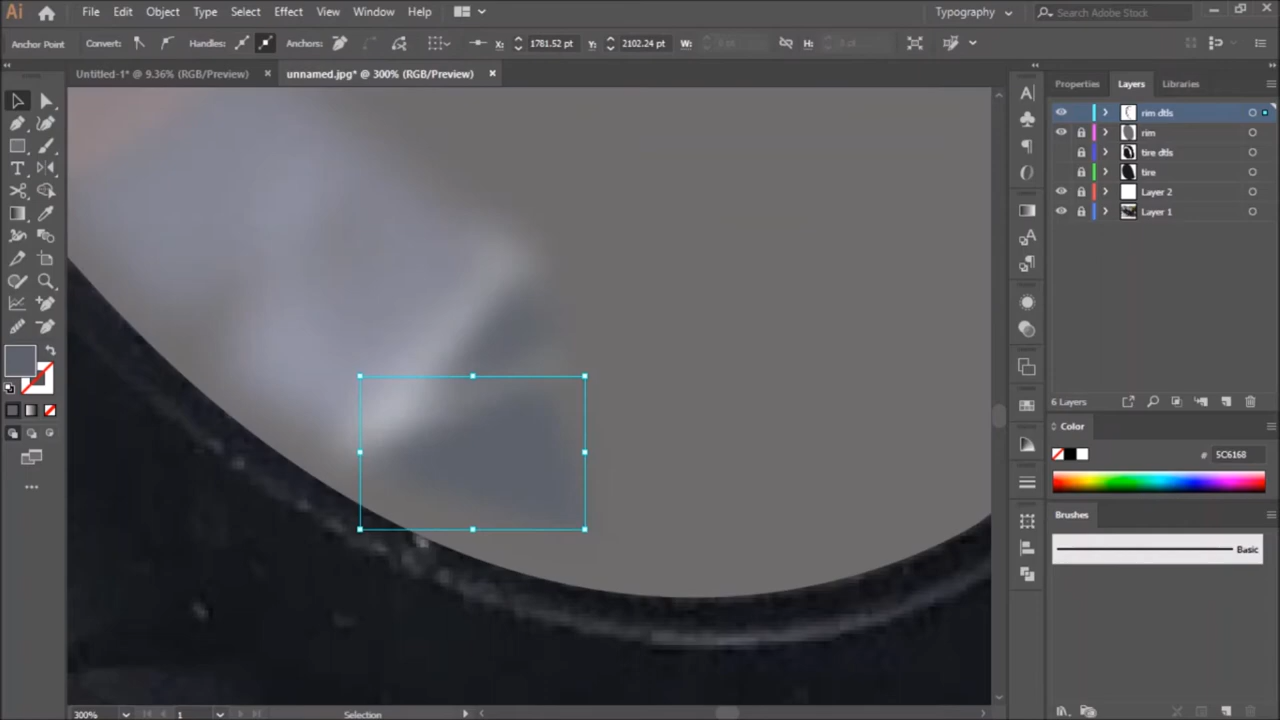 Ai File Edit Object Type Select Effect View Window Help Typography Search Adobe Stock
Anchor Point Convert: Handles: Anchors: X: 1781.52 pt Y: 2102.24 pt W: H:
Untitled-1* @ 9.36% (RGB/Preview) × unnamed.jpg* @ 300% (RGB/Preview) ×
Properties Layers Libraries
rim dtls
rim
tire dtls
tire
Layer 2
Layer 1
6 Layers
Color
# 5C6168
Brushes
Basic
300% 1 Selection